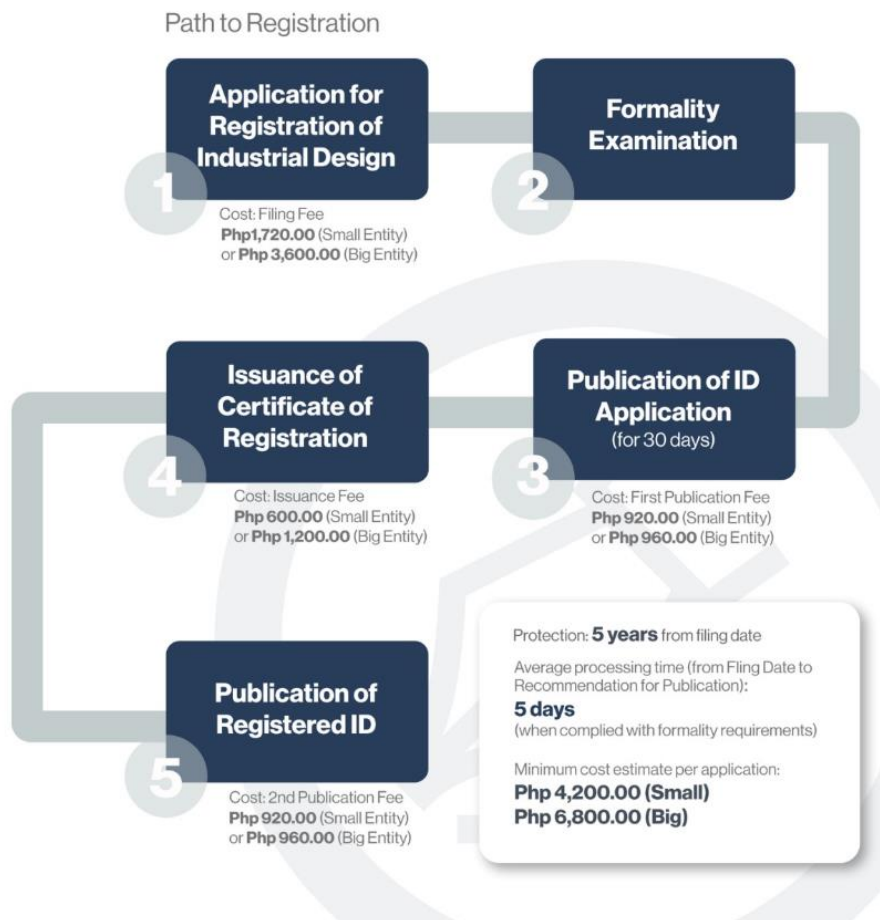 Path to Registration
Application for
Registration of
Industrial Design
1
Cost: Filing Fee
Php1,720.00 (Small Entity)
or Php 3,600.00 (Big Entity)
Formality
Examination
2
Publication of ID
Application
(for 30 days)
3
Cost: First Publication Fee
Php 920.00 (Small Entity)
or Php 960.00 (Big Entity)
Issuance of
Certificate of
Registration
4
Cost: Issuance Fee
Php 600.00 (Small Entity)
or Php 1,200.00 (Big Entity)
Publication of
Registered ID
5
Cost: 2nd Publication Fee
Php 920.00 (Small Entity)
or Php 960.00 (Big Entity)
Protection: 5 years from filing date
Average processing time (from Fling Date to
Recommendation for Publication):
5 days
(when complied with formality requirements)
Minimum cost estimate per application:
Php 4,200.00 (Small)
Php 6,800.00 (Big)